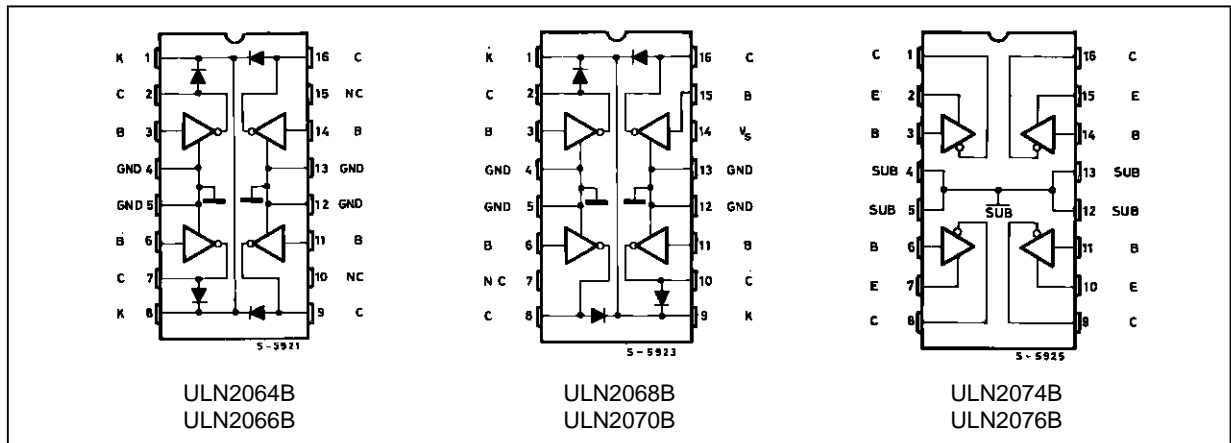 K 1 16 C
C 2 15 NC
B 3 14 B
GND 4 13 GND
GND 5 12 GND
B 6 11 B
C 7 10 NC
K 8 9 C
S-5921
ULN2064B
ULN2066B
K 1 16 C
C 2 15 B
B 3 14 VS
GND 4 13 GND
GND 5 12 GND
B 6 11 B
NC 7 10 C
C 8 9 K
S-5923
ULN2068B
ULN2070B
C 1 16 C
E 2 15 E
B 3 14 B
SUB 4 13 SUB
SUB 5 SUB 12 SUB
B 6 11 B
E 7 10 E
C 8 9 C
S-5925
ULN2074B
ULN2076B